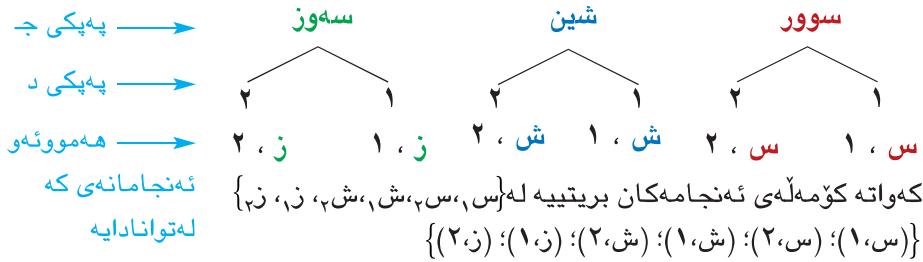 سوور شین سەوز پەپکی جـ
١ ٢ ١ ٢ ١ ٢ پەپکی د
س ، ١ س ، ٢ ش ، ١ ش ، ٢ ز ، ١ ز ، ٢ هەمووئەو
ئەنجامانەی کە
لەتوانادایە
کەواتە کۆمەڵەی ئەنجامەکان بریتییە لە{س١،س٢،ش١،ش٢، ز١، ز٢}
{(س،١)؛ (س،٢)؛ (ش،١)؛ (ش،٢)؛ (ز،١)؛ (ز،٢)}